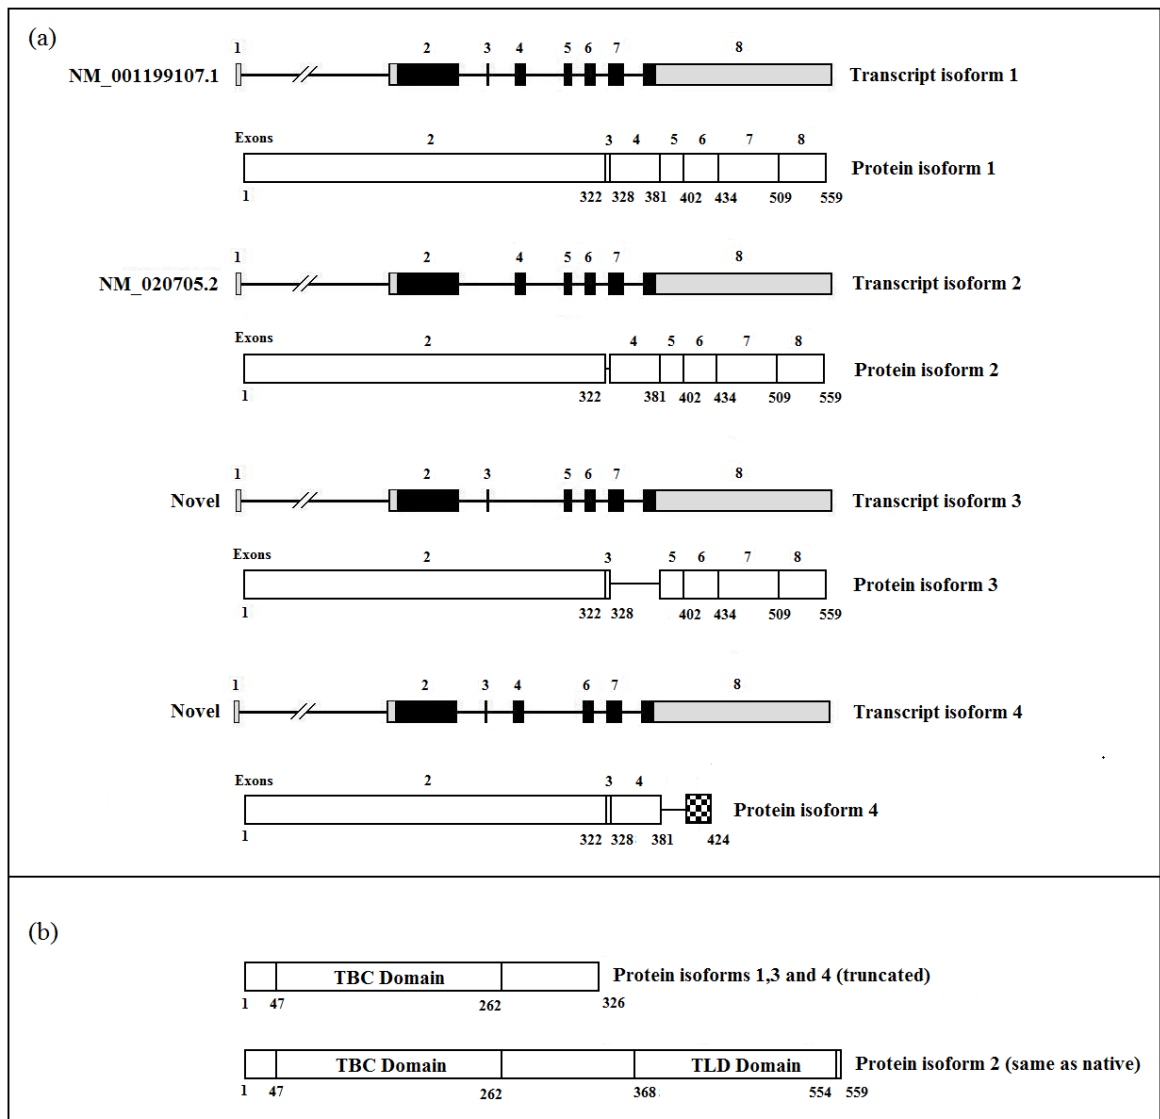 (a)
1 2 3 4 5 6 7 8
NM_001199107.1 Transcript isoform 1
Exons 2 3 4 5 6 7 8
Protein isoform 1
1 322 328 381 402 434 509 559
1 2 4 5 6 7 8
NM_020705.2 Transcript isoform 2
Exons 2 4 5 6 7 8
Protein isoform 2
1 322 381 402 434 509 559
1 2 3 5 6 7 8
Novel Transcript isoform 3
Exons 2 3 5 6 7 8
Protein isoform 3
1 322 328 402 434 509 559
1 2 3 4 6 7 8
Novel Transcript isoform 4
Exons 2 3 4
Protein isoform 4
1 322 328 381 424
(b)
TBC Domain Protein isoforms 1,3 and 4 (truncated)
1 47 262 326
TBC Domain TLD Domain Protein isoform 2 (same as native)
1 47 262 368 554 559